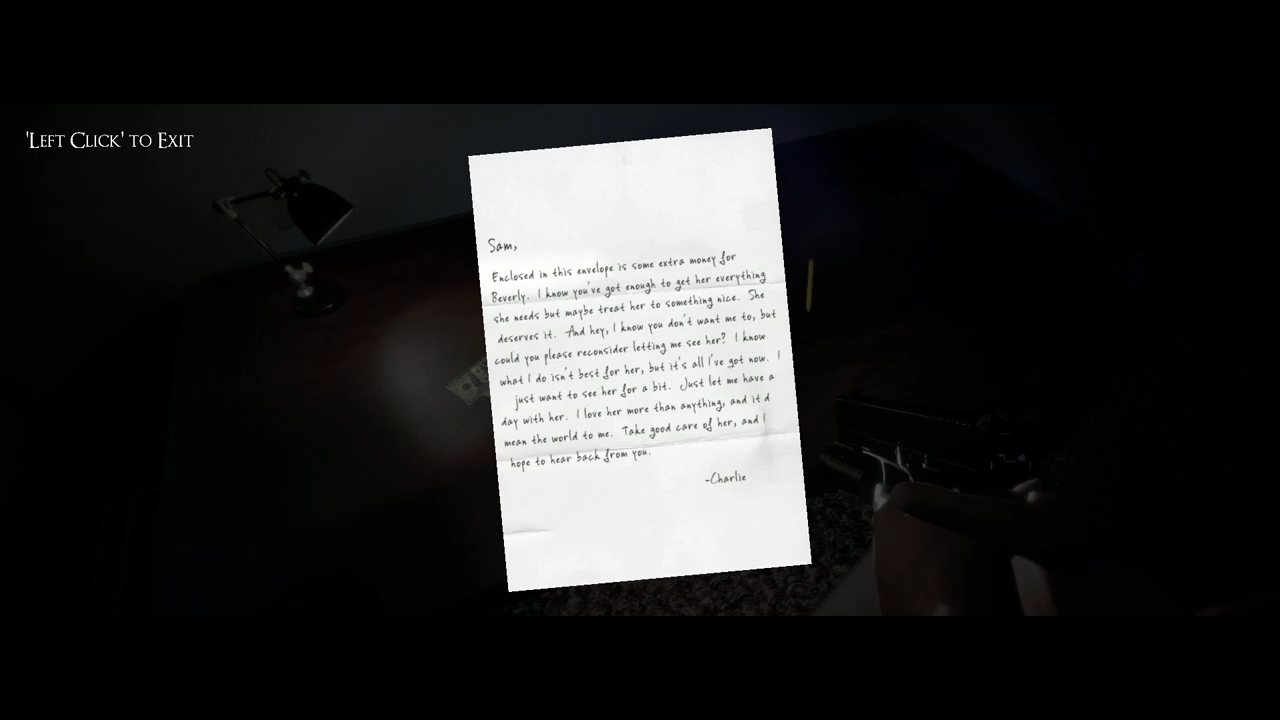 'Left Click' to Exit
Sam,
Enclosed in this envelope is some extra money for
Beverly. I know you've got enough to get her everything
she needs but maybe treat her to something nice. She
deserves it. And hey, I know you don't want me to, but
could you please reconsider letting me see her? I know
what I do isn't best for her, but it's all I've got now. I
just want to see her for a bit. Just let me have a
day with her. I love her more than anything, and it d
mean the world to me. Take good care of her, and I
hope to hear back from you.
-Charlie